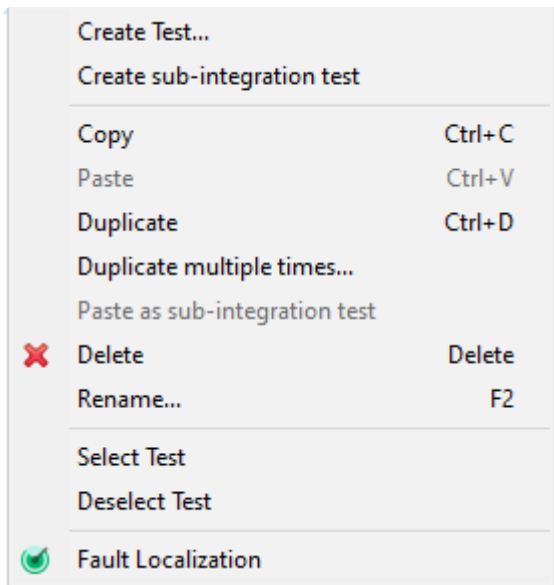 Create Test...
Create sub-integration test
Copy Ctrl+C
Paste Ctrl+V
Duplicate Ctrl+D
Duplicate multiple times...
Paste as sub-integration test
Delete Delete
Rename... F2
Select Test
Deselect Test
Fault Localization